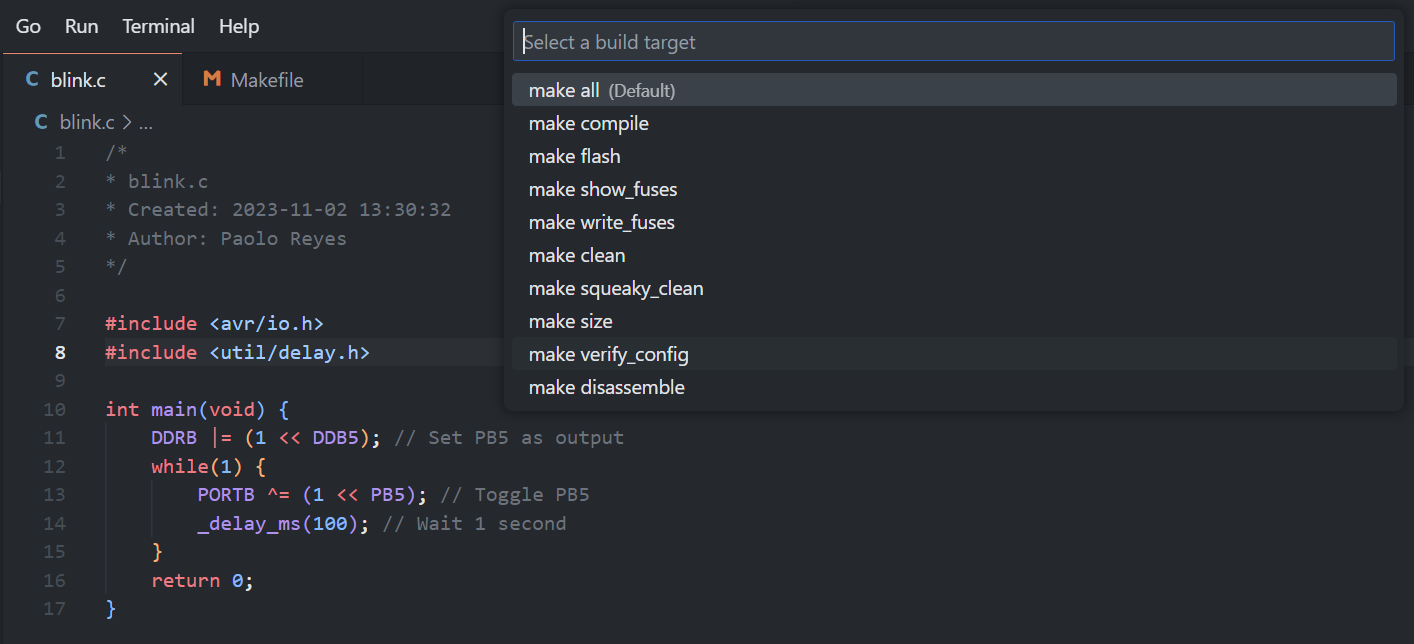 Go Run Terminal Help
Select a build target
C blink.c × M Makefile
C blink.c > ...
make all (Default)
make compile
make flash
make show_fuses
make write_fuses
make clean
make squeaky_clean
make size
make verify_config
make disassemble
1 /*
2 * blink.c
3 * Created: 2023-11-02 13:30:32
4 * Author: Paolo Reyes
5 */
6
7 #include <avr/io.h>
8 #include <util/delay.h>
9
10 int main(void) {
11 DDRB |= (1 << DDB5); // Set PB5 as output
12 while(1) {
13 PORTB ^= (1 << PB5); // Toggle PB5
14 _delay_ms(100); // Wait 1 second
15 }
16 return 0;
17 }